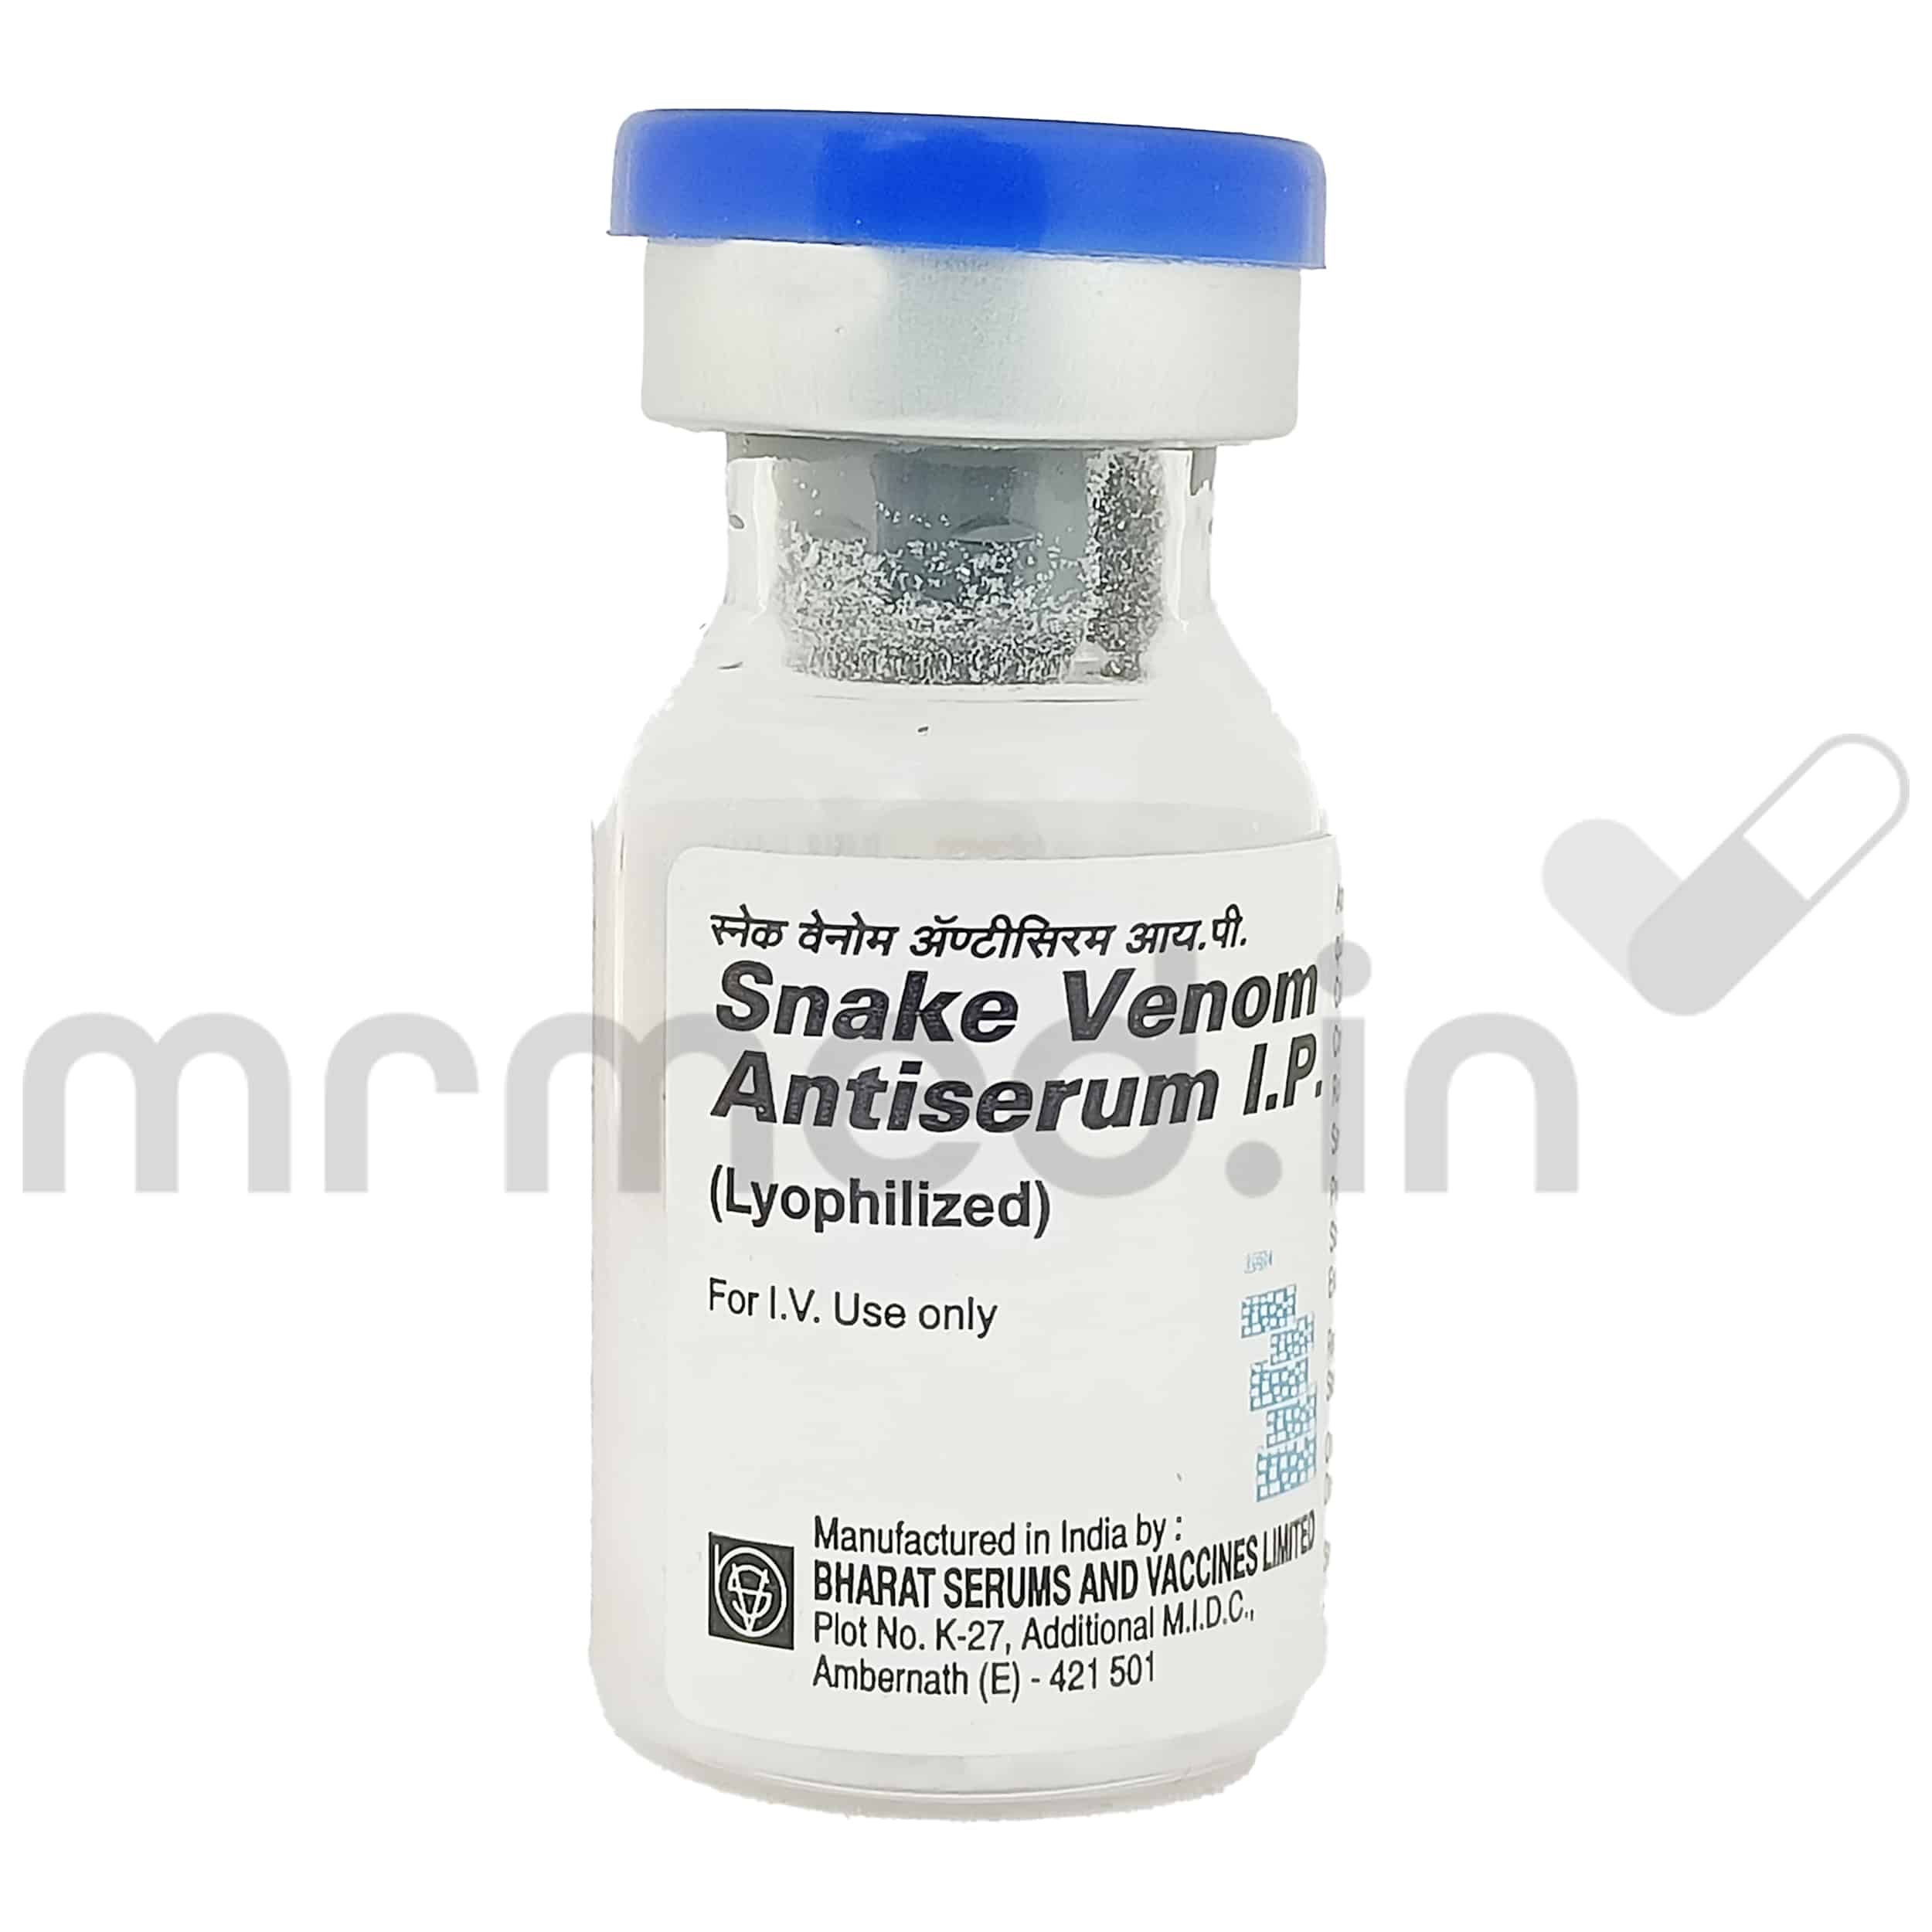 स्नेक वेनोम ॲण्टीसिरम आय.पी.
Snake Venom
Antiserum I.P.
(Lyophilized)
For I.V. Use only
Manufactured in India by :
BHARAT SERUMS AND VACCINES LIMITED
Plot No. K-27, Additional M.I.D.C.,
Ambernath (E) - 421 501
mrmed.in